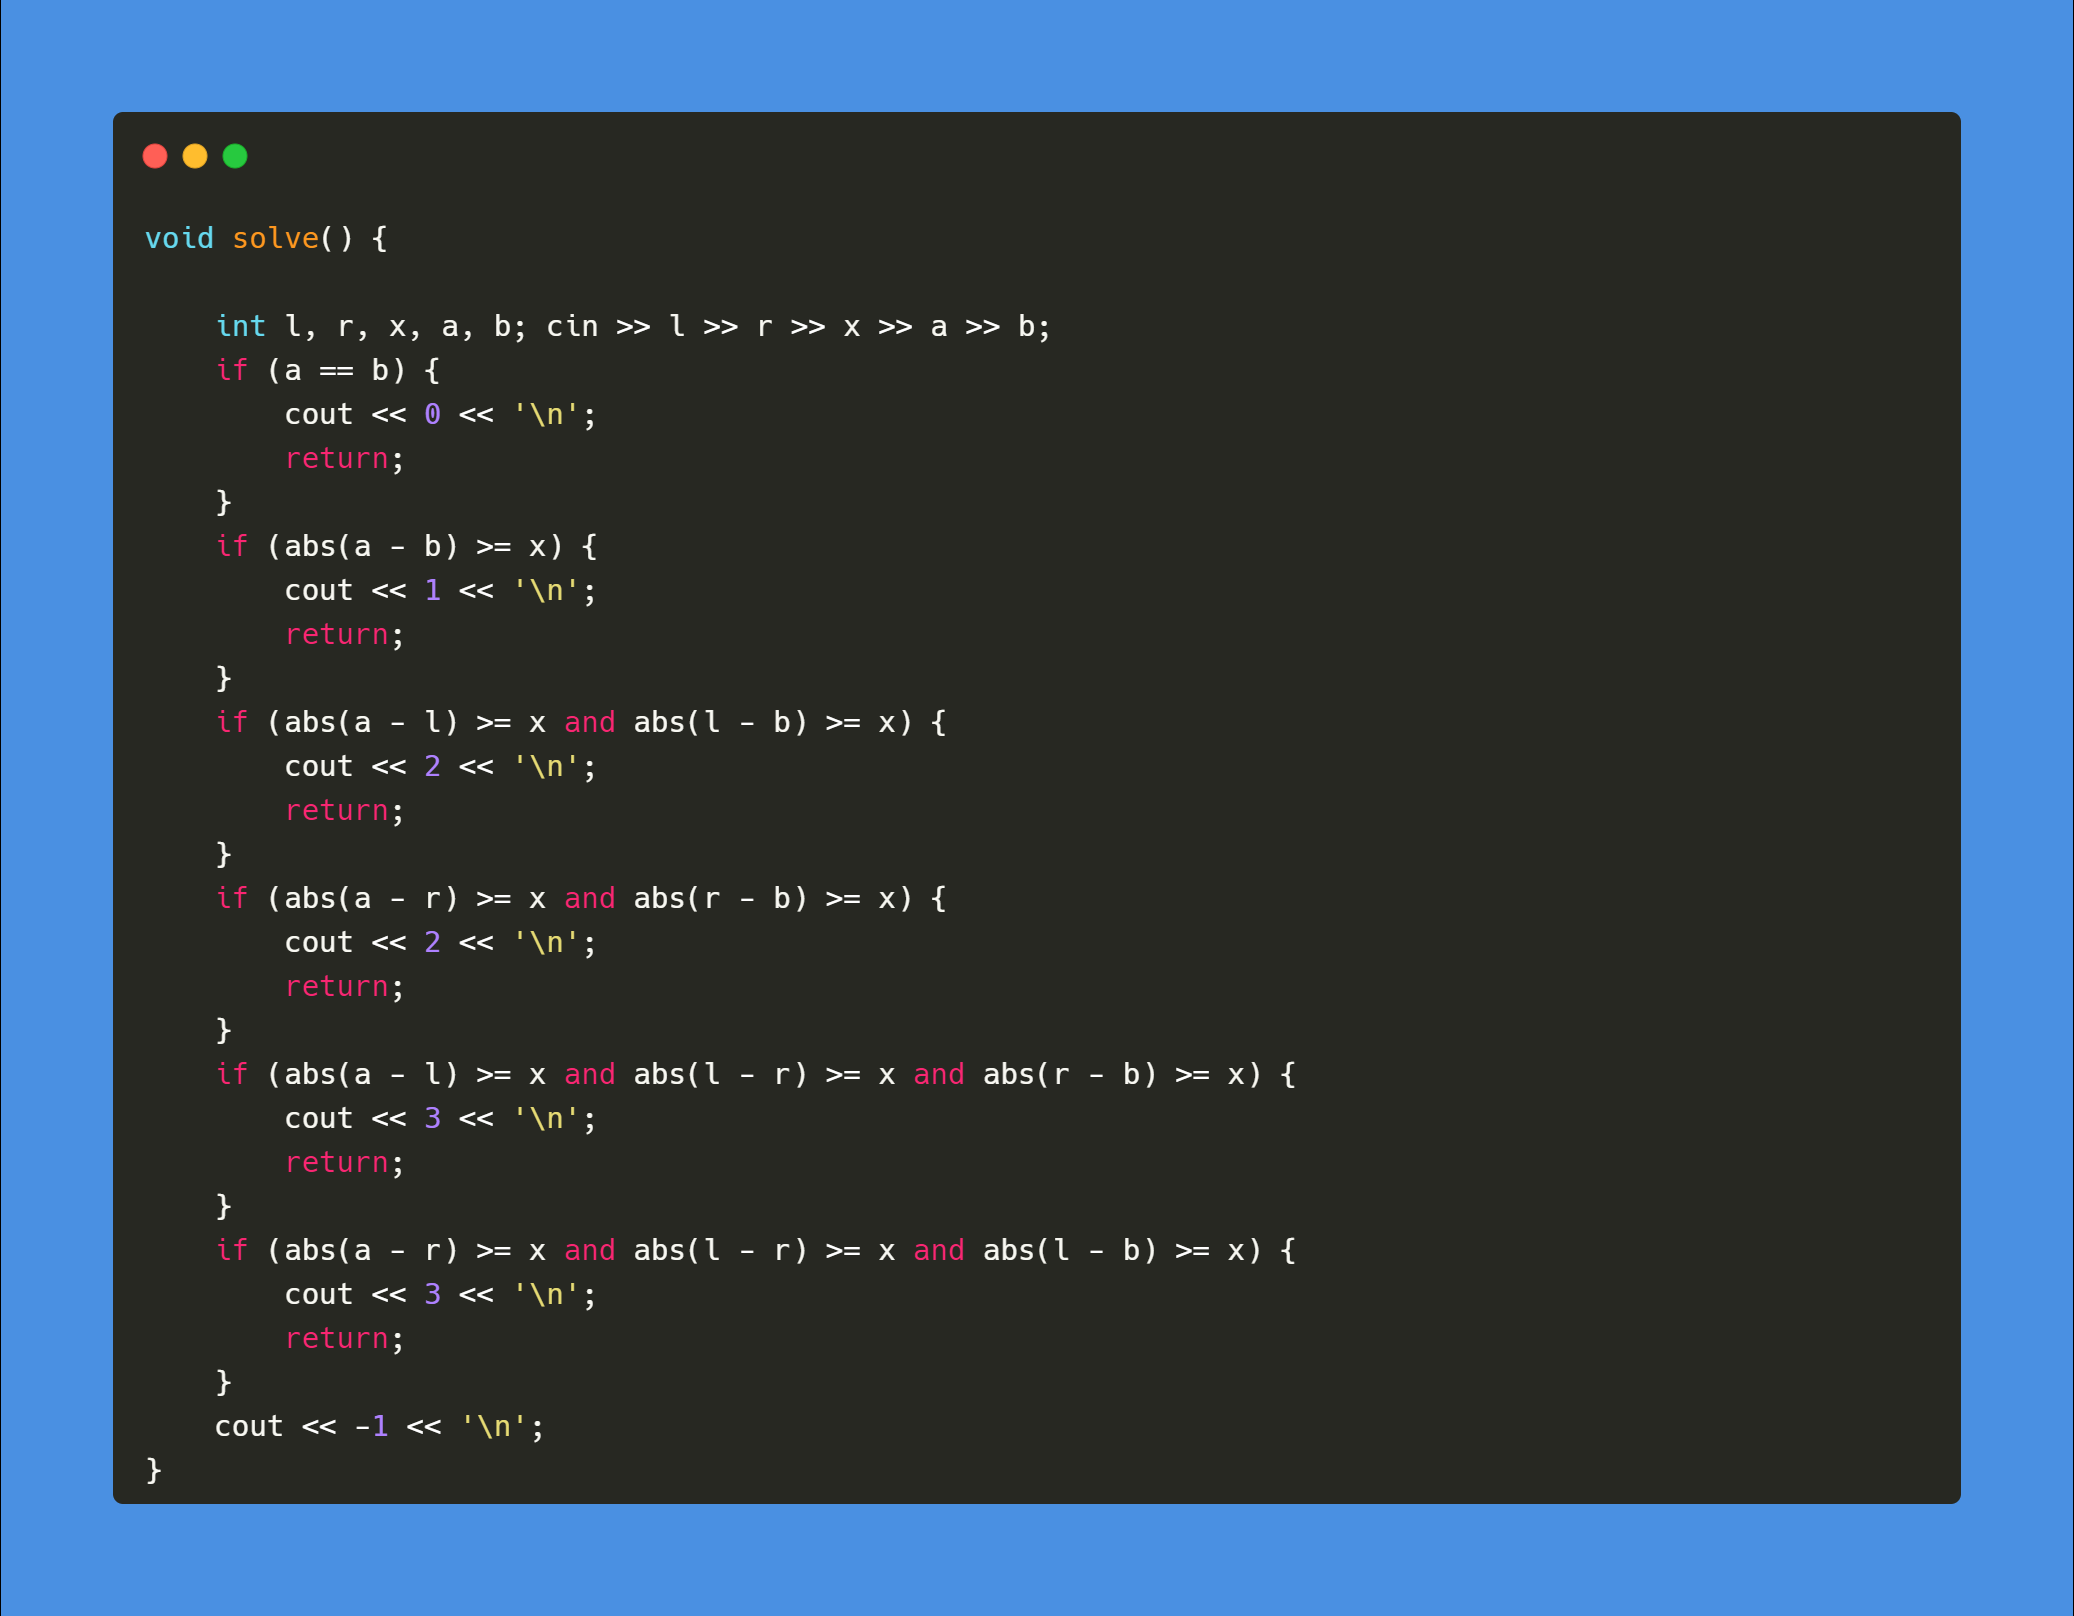 void solve() {

    int l, r, x, a, b; cin >> l >> r >> x >> a >> b;
    if (a == b) {
        cout << 0 << '\n';
        return;
    }
    if (abs(a - b) >= x) {
        cout << 1 << '\n';
        return;
    }
    if (abs(a - l) >= x and abs(l - b) >= x) {
        cout << 2 << '\n';
        return;
    }
    if (abs(a - r) >= x and abs(r - b) >= x) {
        cout << 2 << '\n';
        return;
    }
    if (abs(a - l) >= x and abs(l - r) >= x and abs(r - b) >= x) {
        cout << 3 << '\n';
        return;
    }
    if (abs(a - r) >= x and abs(l - r) >= x and abs(l - b) >= x) {
        cout << 3 << '\n';
        return;
    }
    cout << -1 << '\n';
}